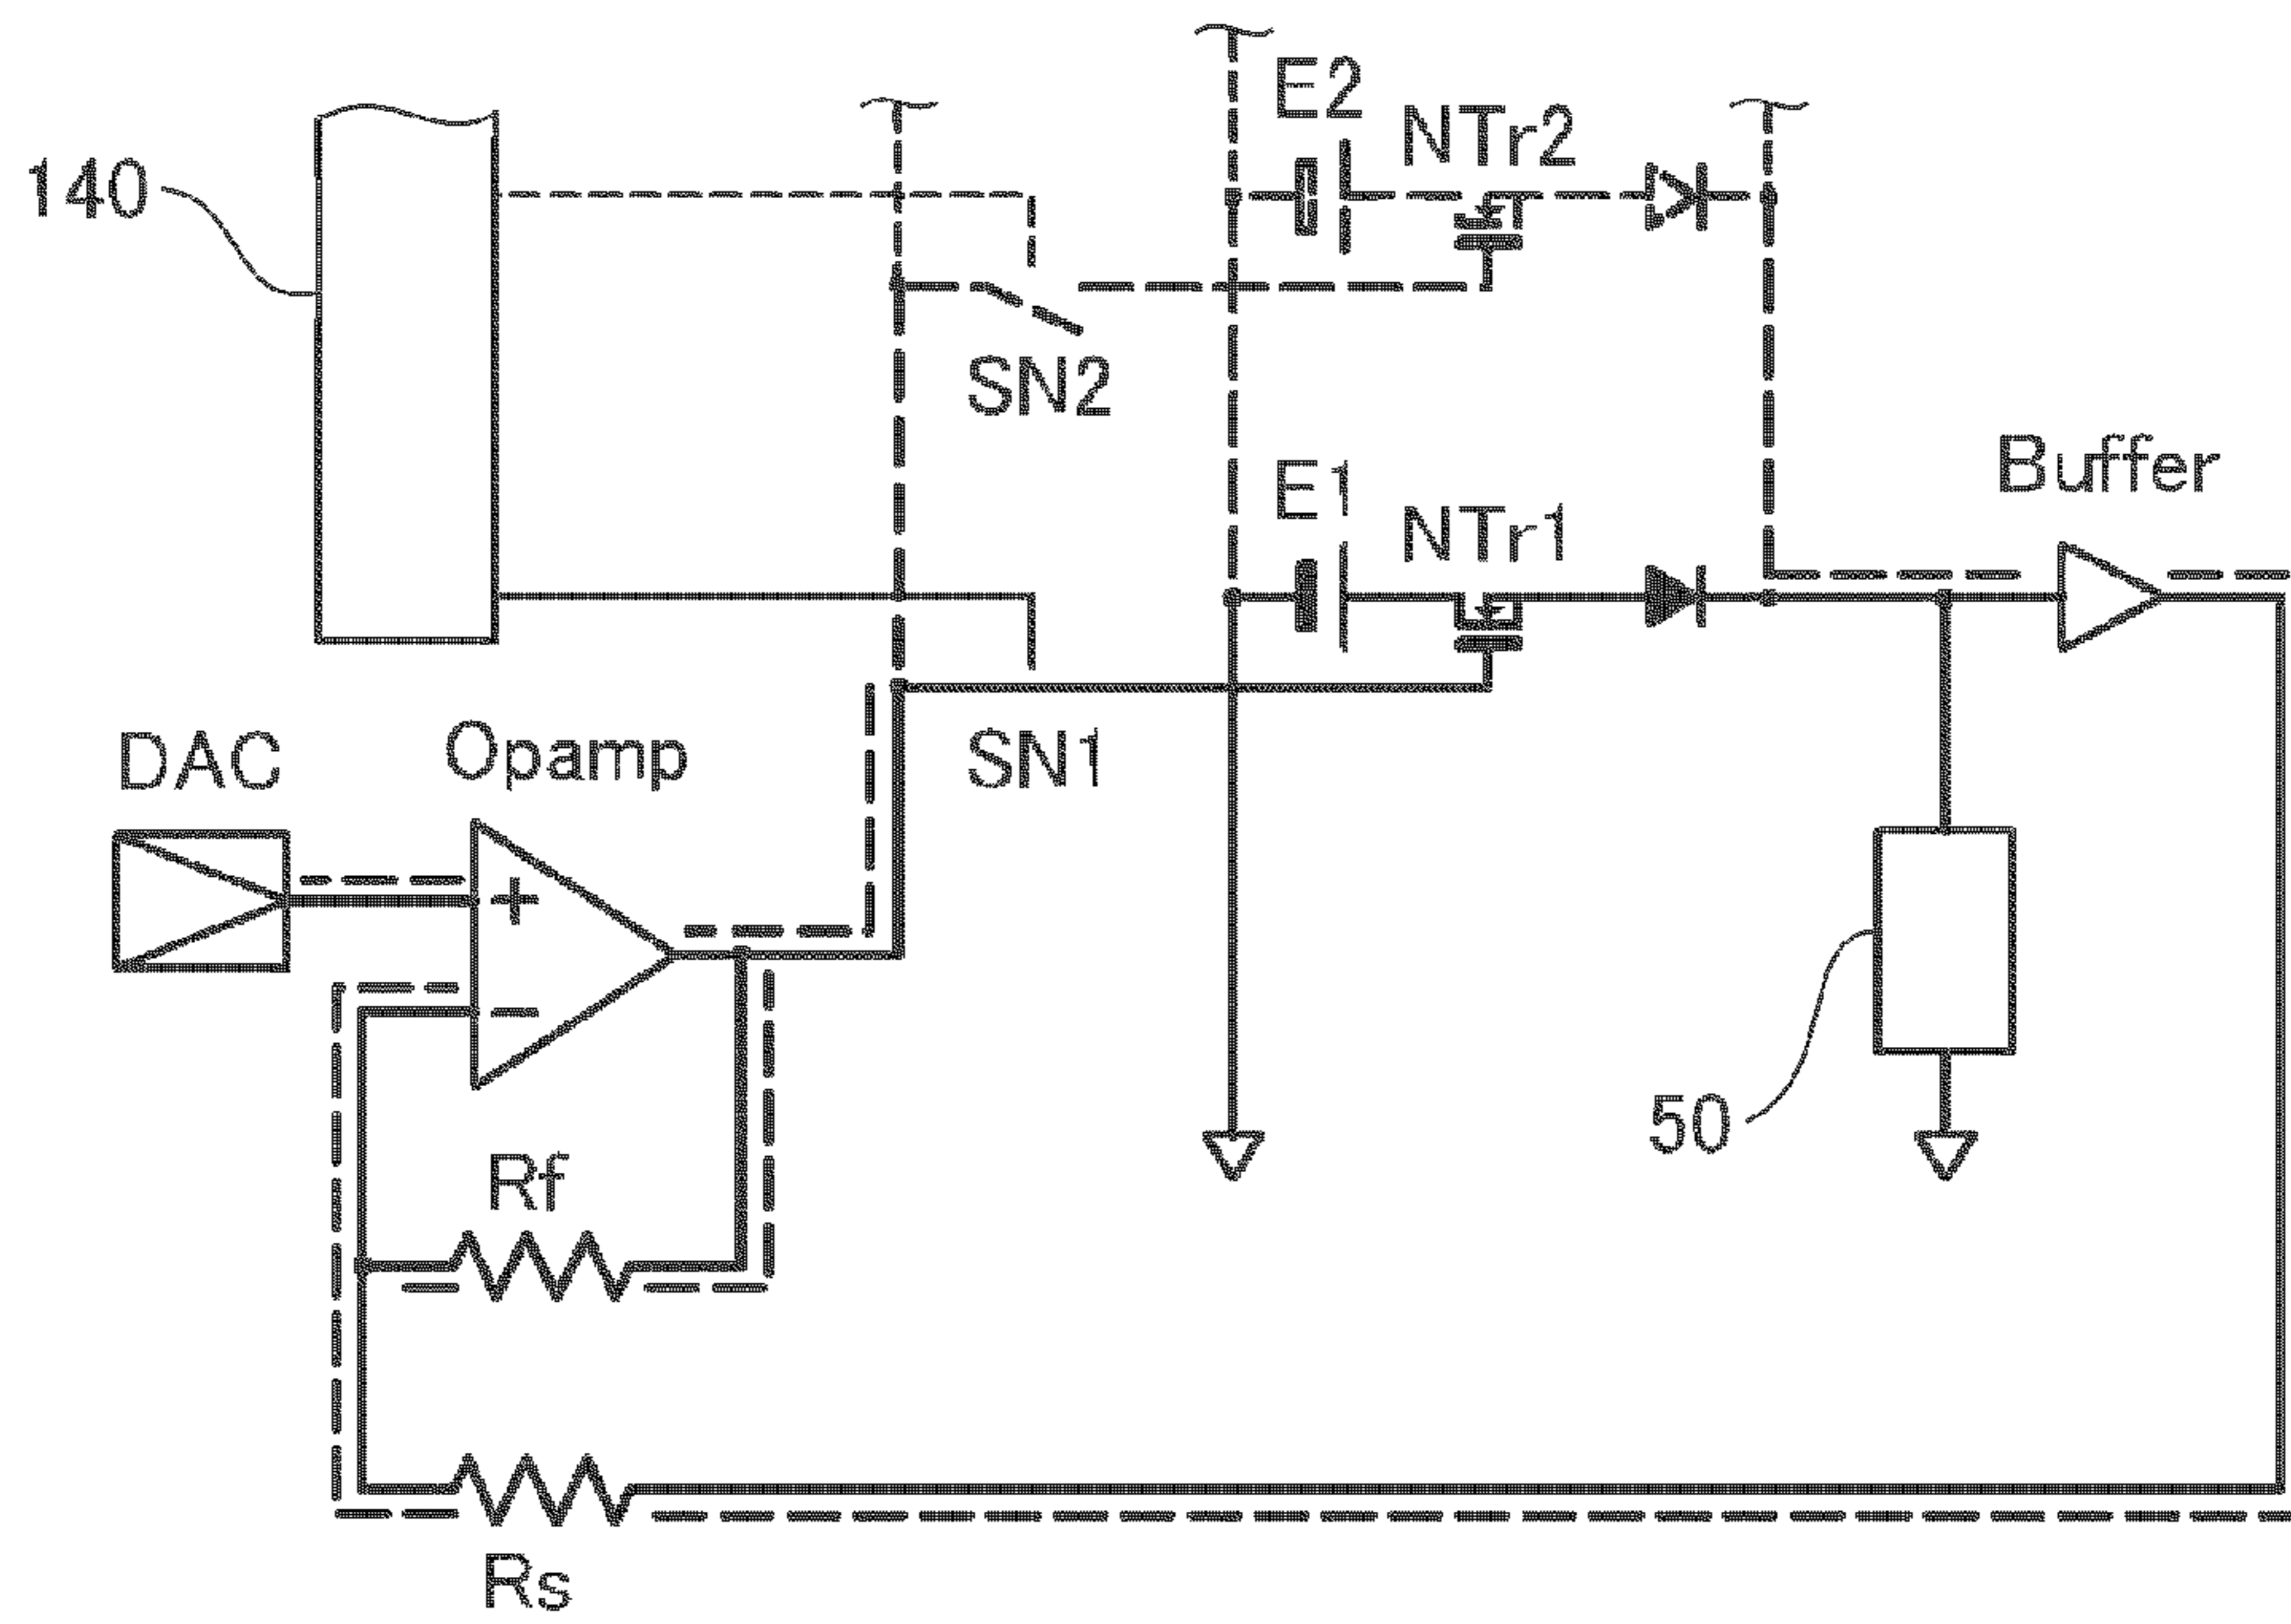 E2
NTr2
140
SN2
Buffer
E1
NTr1
DAC
Opamp
SN1
+
−
50
Rf
Rs